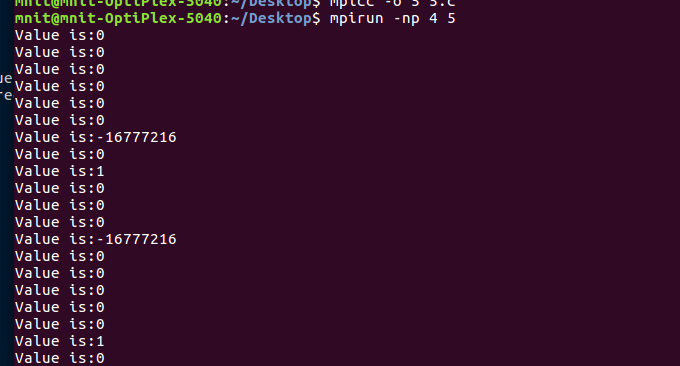 mnit@mnit-OptiPlex-5040:~/Desktop$ mpicc -o 5 5.c
mnit@mnit-OptiPlex-5040:~/Desktop$ mpirun -np 4 5
Value is:0
Value is:0
ue
Value is:0
Value is:0
re
Value is:0
Value is:0
Value is:-16777216
Value is:0
Value is:1
Value is:0
Value is:0
Value is:0
Value is:-16777216
Value is:0
Value is:0
Value is:0
Value is:0
Value is:0
Value is:1
Value is:0